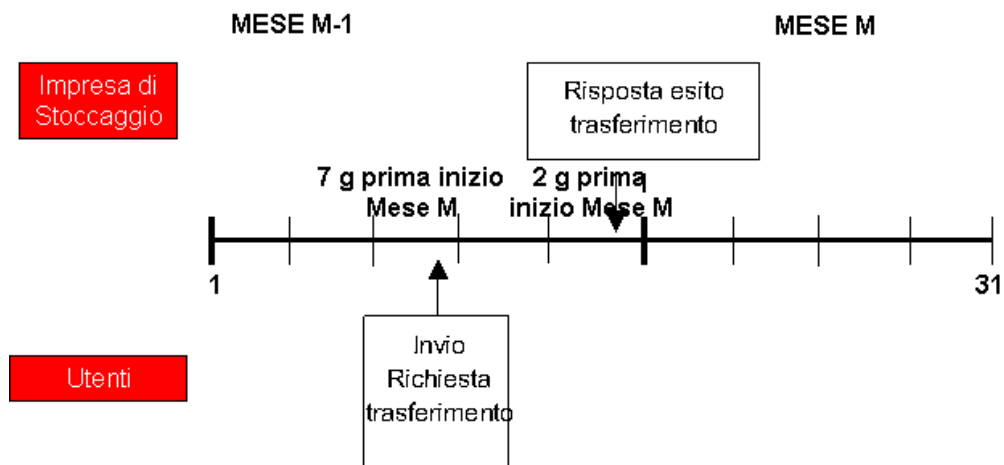 MESE M-1
MESE M
Impresa di
Stoccaggio
Risposta esito
trasferimento
7 g prima inizio
Mese M
2 g prima
inizio Mese M
1
31
Invio
Richiesta
trasferimento
Utenti